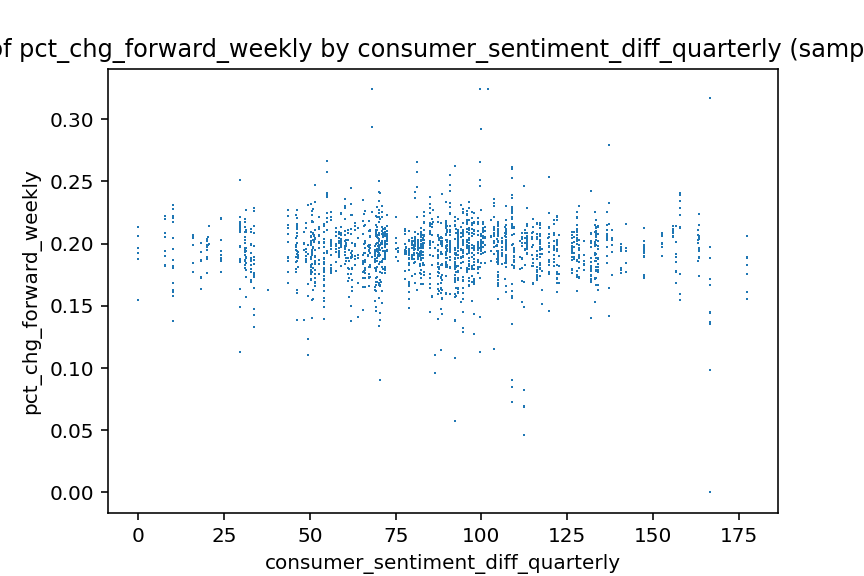 of pct_chg_forward_weekly by consumer_sentiment_diff_quarterly (samp
0.30
0.25
0.20
0.15
0.10
0.05
0.00
pct_chg_forward_weekly
0 25 50 75 100 125 150 175
consumer_sentiment_diff_quarterly